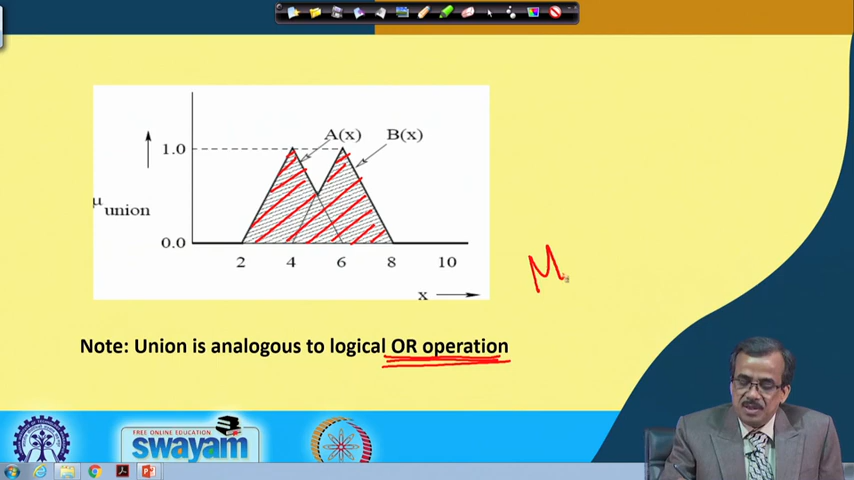 A(x) B(x)
1.0
μ union
0.0
2 4 6 8 10
x
Note: Union is analogous to logical OR operation
M
FREE ONLINE EDUCATION
swayam